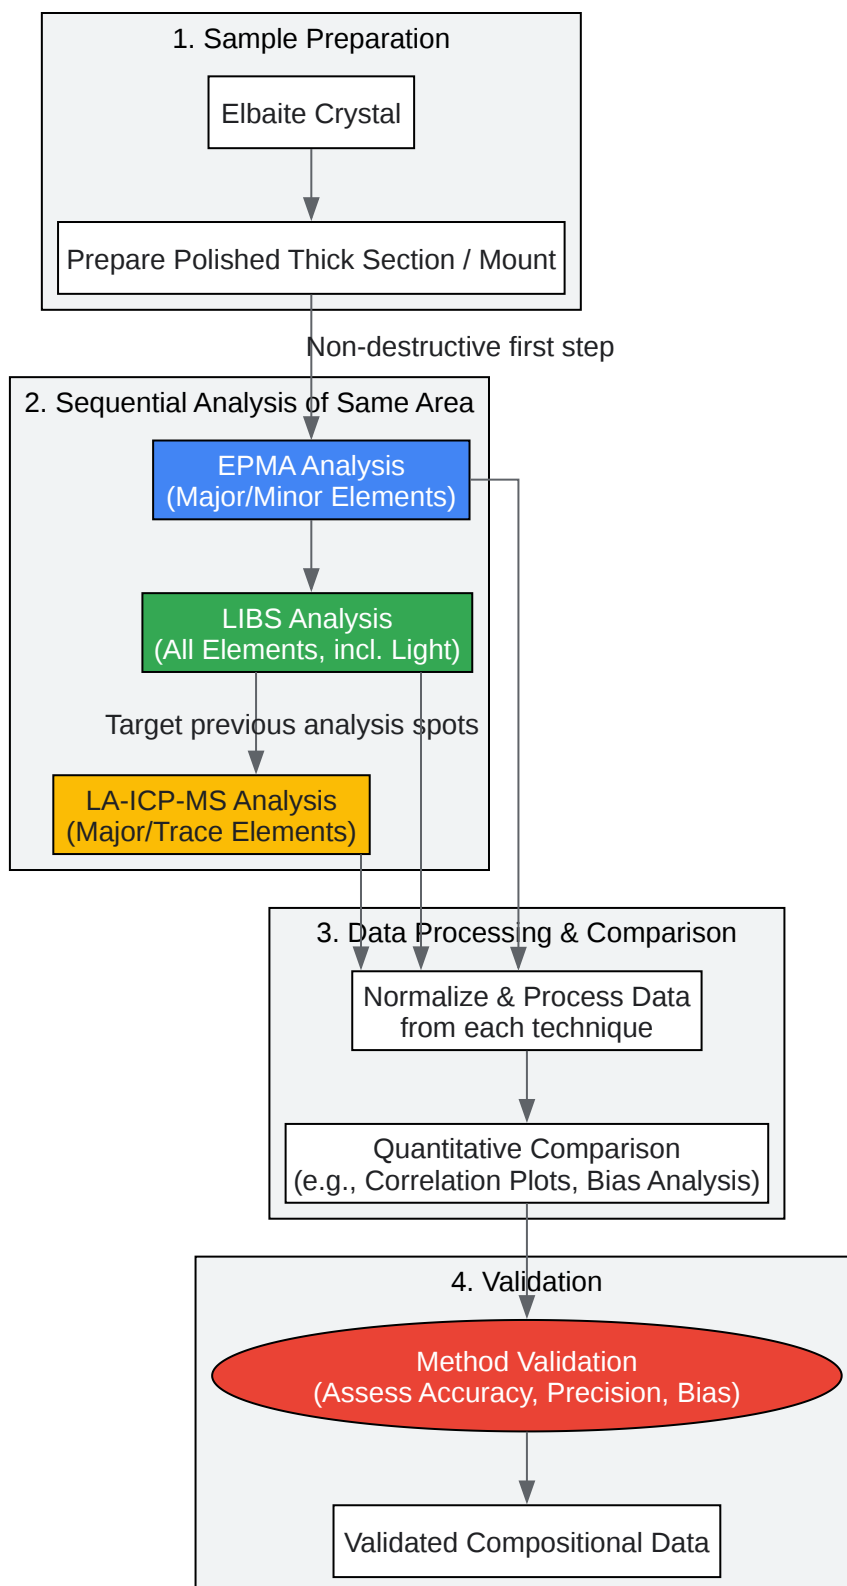 1. Sample Preparation
Elbaite Crystal
Prepare Polished Thick Section / Mount
Non-destructive first step
2. Sequential Analysis of Same Area
EPMA Analysis
(Major/Minor Elements)
LIBS Analysis
(All Elements, incl. Light)
Target previous analysis spots
LA-ICP-MS Analysis
(Major/Trace Elements)
3. Data Processing & Comparison
Normalize & Process Data
from each technique
Quantitative Comparison
(e.g., Correlation Plots, Bias Analysis)
4. Validation
Method Validation
(Assess Accuracy, Precision, Bias)
Validated Compositional Data